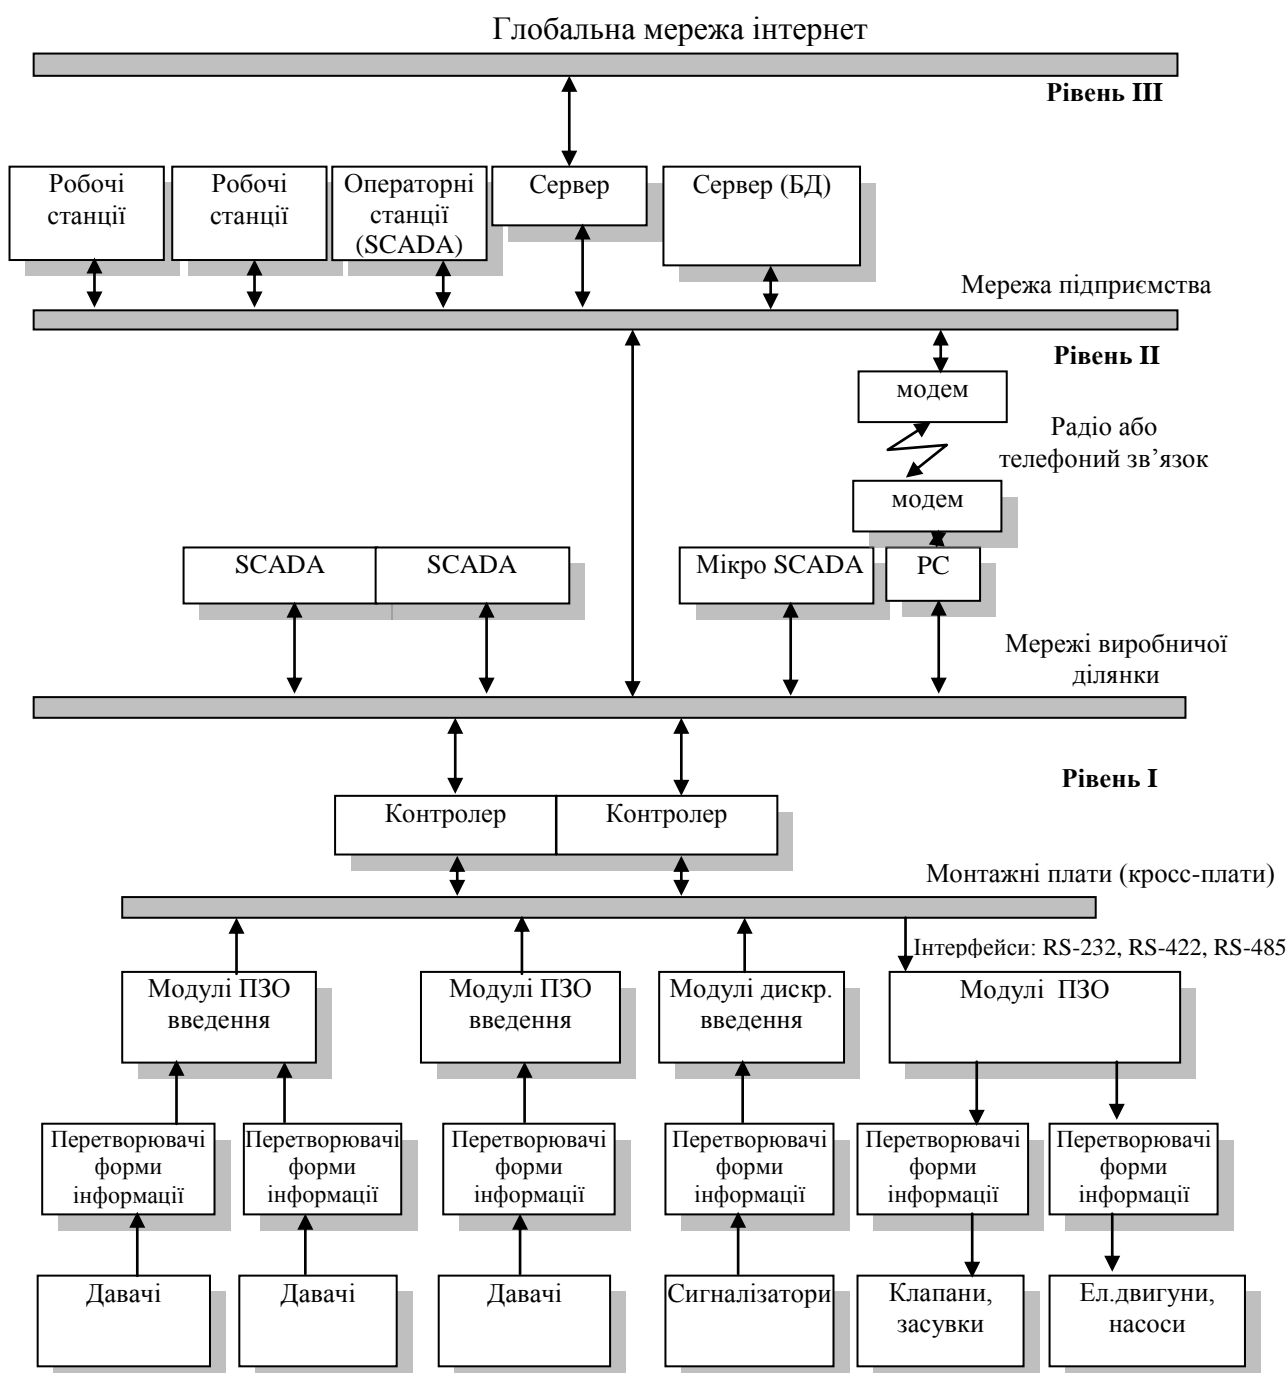 Глобальна мережа інтернет
Рівень III
Робочі
станції
Робочі
станції
Операторні
станції
(SCADA)
Сервер
Сервер (БД)
Мережа підприємства
Рівень II
модем
Радіо або
телефоний зв’язок
модем
SCADA
SCADA
Мікро SCADA
PC
Мережі виробничої
ділянки
Рівень I
Контролер
Контролер
Монтажні плати (кросс-плати)
Інтерфейси: RS-232, RS-422, RS-485
Модулі ПЗО
введення
Модулі ПЗО
введення
Модулі дискр.
введення
Модулі ПЗО
Перетворювачі
форми
інформації
Перетворювачі
форми
інформації
Перетворювачі
форми
інформації
Перетворювачі
форми
інформації
Перетворювачі
форми
інформації
Перетворювачі
форми
інформації
Давачі
Давачі
Давачі
Сигналізатори
Клапани,
засувки
Ел.двигуни,
насоси